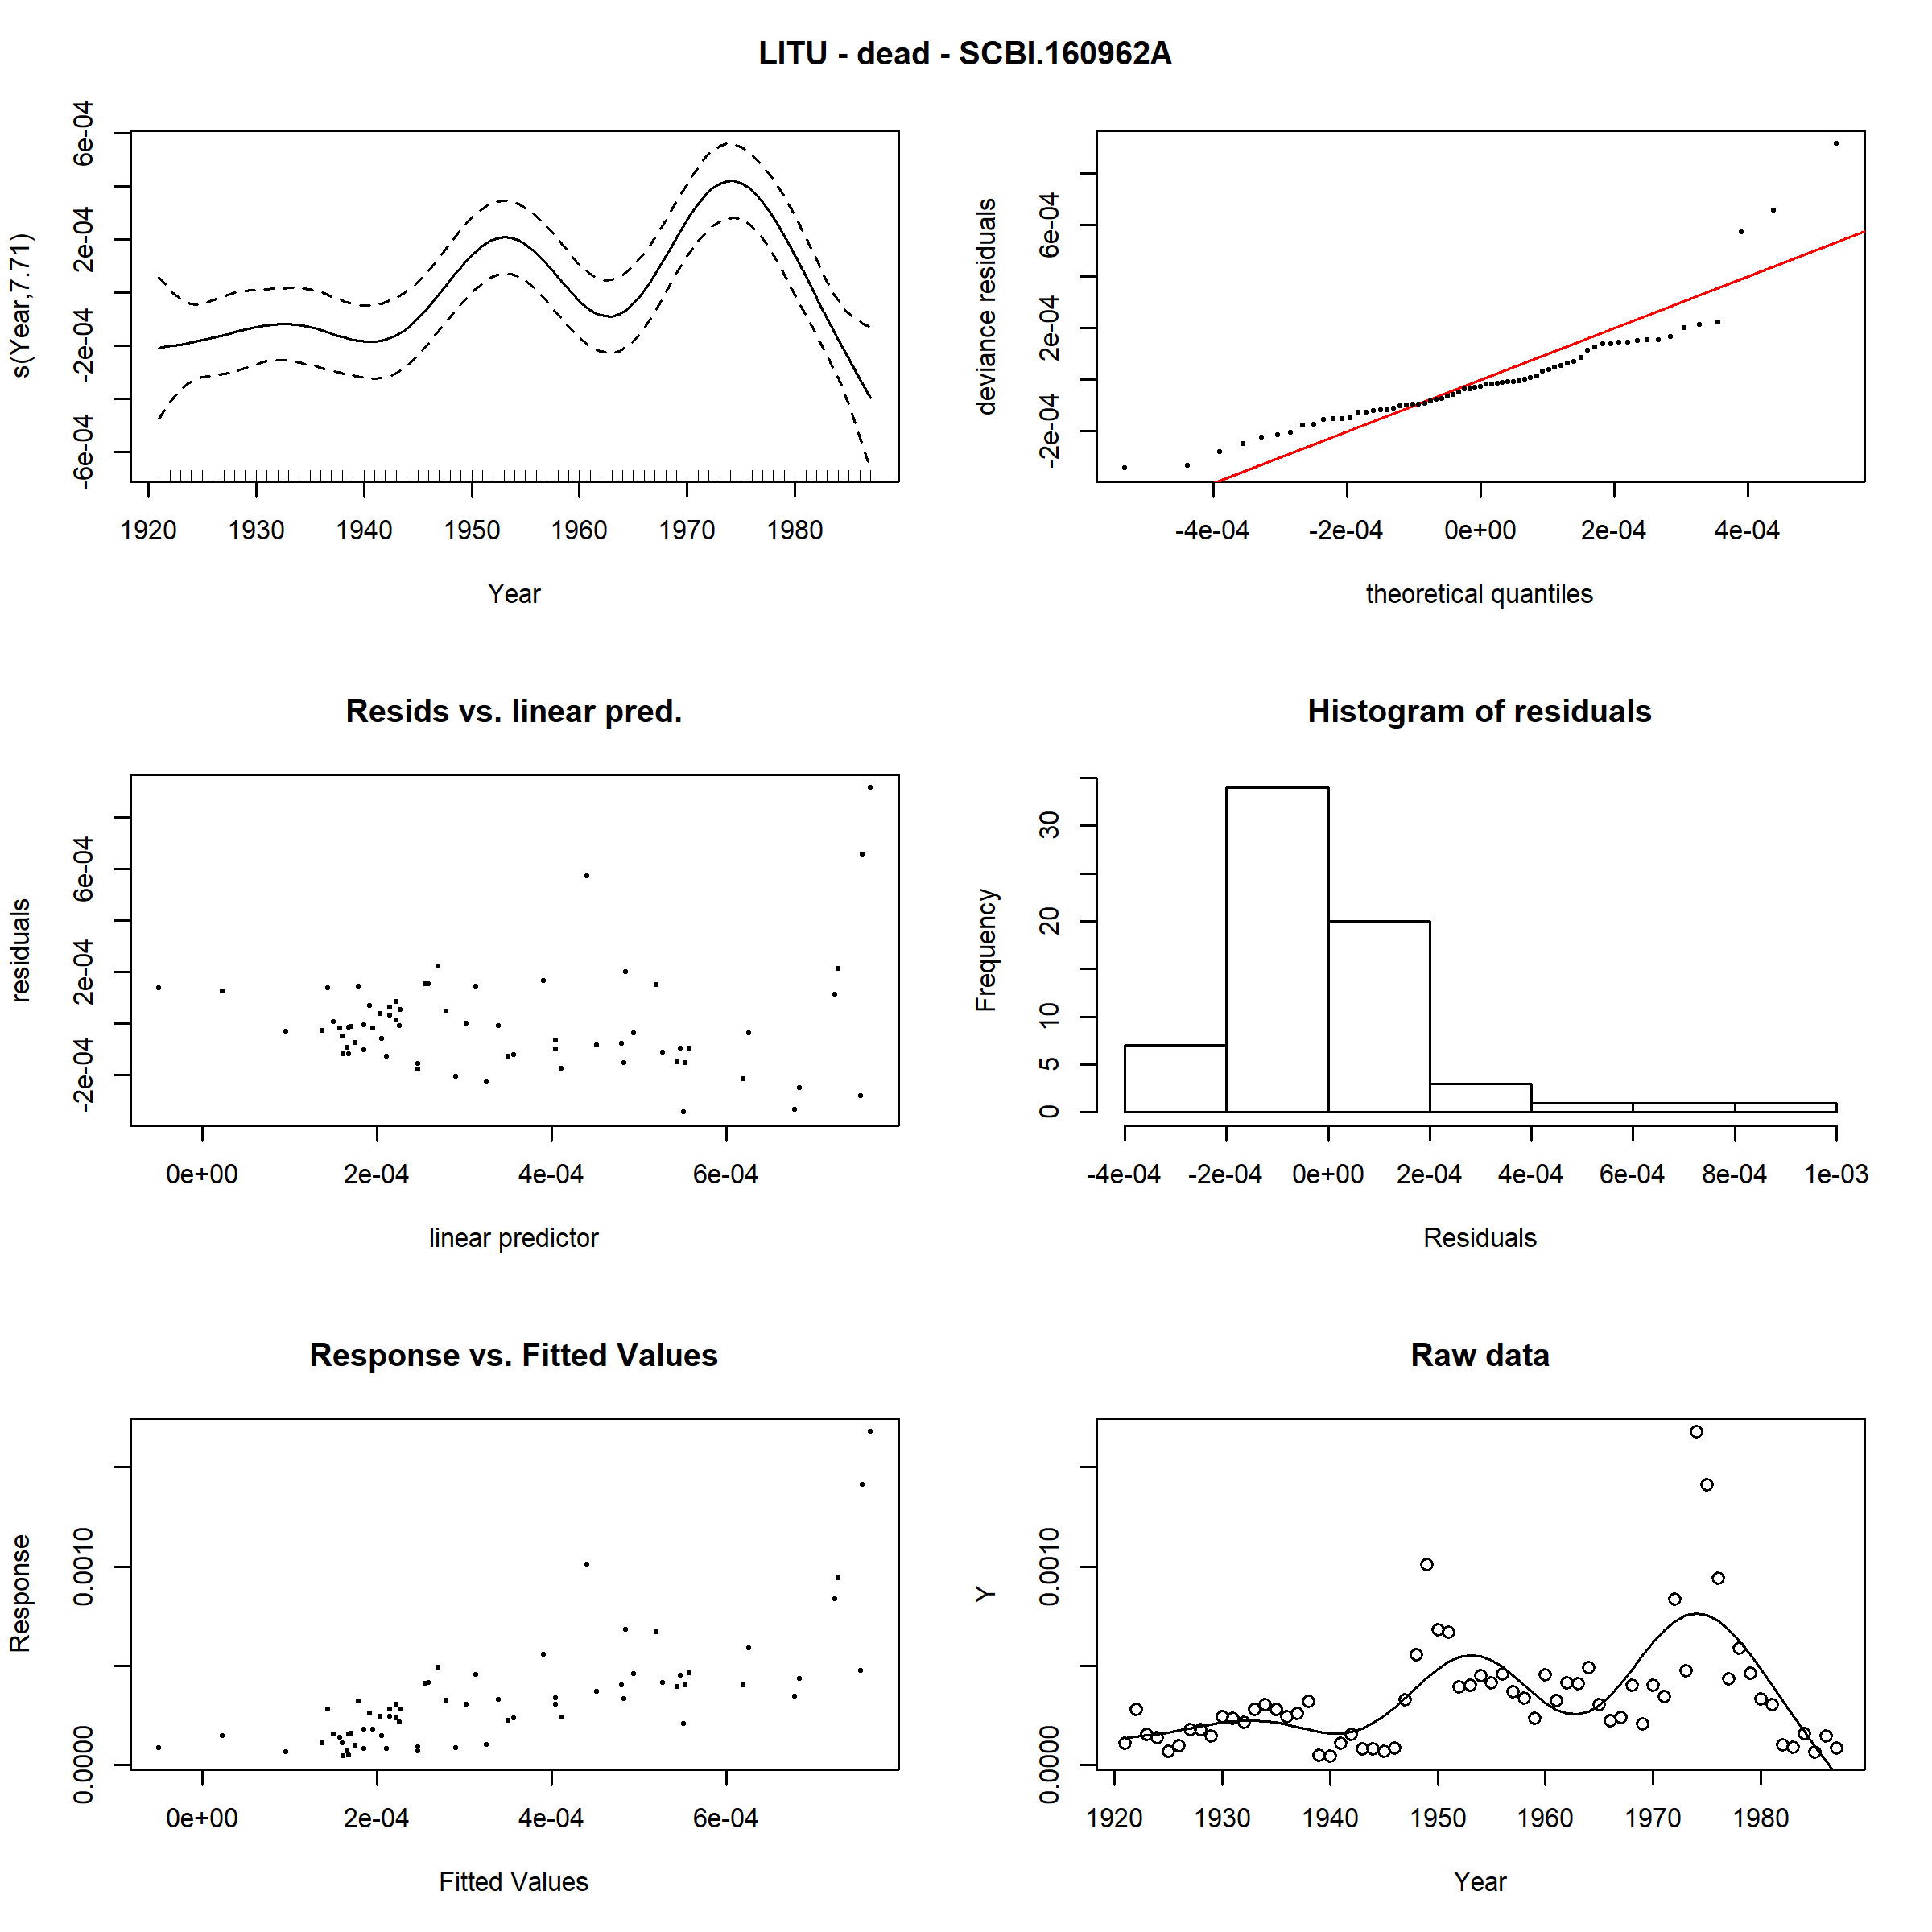 LITU - dead - SCBI.160962A
s(Year,7.71)
6e-04
2e-04
-2e-04
-6e-04
1920 1930 1940 1950 1960 1970 1980
Year
deviance residuals
6e-04
2e-04
-2e-04
-4e-04 -2e-04 0e+00 2e-04 4e-04
theoretical quantiles
Resids vs. linear pred.
residuals
6e-04
2e-04
-2e-04
0e+00 2e-04 4e-04 6e-04
linear predictor
Histogram of residuals
Frequency
30
20
10
5
0
-4e-04 -2e-04 0e+00 2e-04 4e-04 6e-04 8e-04 1e-03
Residuals
Response vs. Fitted Values
Response
0.0010
0.0000
0e+00 2e-04 4e-04 6e-04
Fitted Values
Raw data
Y
0.0010
0.0000
1920 1930 1940 1950 1960 1970 1980
Year